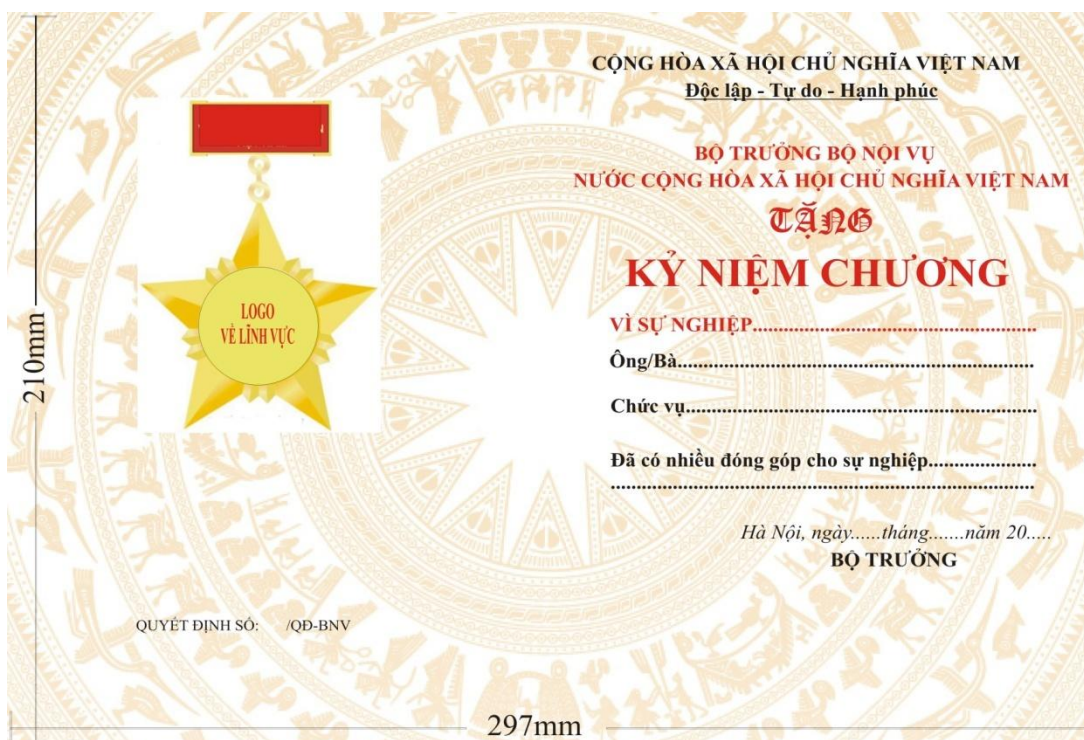 210mm
LOGO
VỀ LĨNH VỰC
QUYẾT ĐỊNH SỐ: /QĐ-BNV
CỘNG HÒA XÃ HỘI CHỦ NGHĨA VIỆT NAM
Độc lập - Tự do - Hạnh phúc
BỘ TRƯỞNG BỘ NỘI VỤ
NƯỚC CỘNG HÒA XÃ HỘI CHỦ NGHĨA VIỆT NAM
TẶNG
KỶ NIỆM CHƯƠNG
VÌ SỰ NGHIỆP....................................................
Ông/Bà...............................................................
Chức vụ..............................................................
Đã có nhiều đóng góp cho sự nghiệp...................
............................................................................
Hà Nội, ngày......tháng.......năm 20.....
BỘ TRƯỞNG
297mm